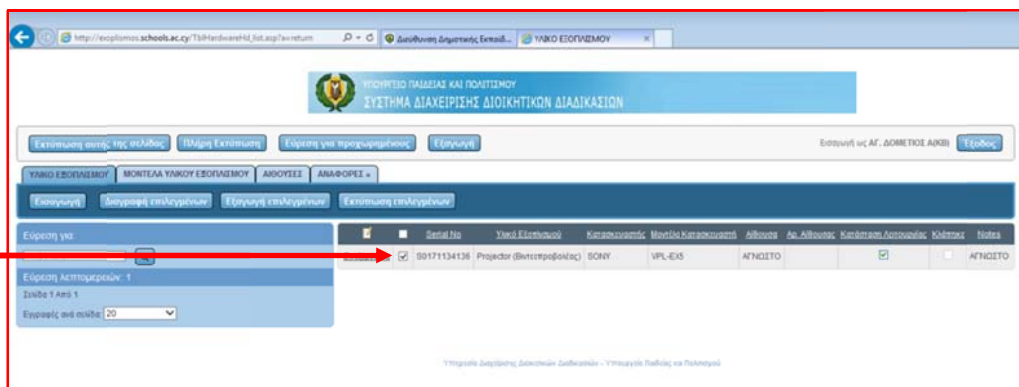 http://exoplismos.schools.ac.cy/TblHardwareHd_list.asp?a=return
Διεύθυνση Δημοτικής Εκπαίδ...
ΥΛΙΚΟ ΕΞΟΠΛΙΣΜΟΥ
ΥΠΟΥΡΓΕΙΟ ΠΑΙΔΕΙΑΣ ΚΑΙ ΠΟΛΙΤΙΣΜΟΥ
ΣΥΣΤΗΜΑ ΔΙΑΧΕΙΡΙΣΗΣ ΔΙΟΙΚΗΤΙΚΩΝ ΔΙΑΔΙΚΑΣΙΩΝ
Εκτύπωση αυτής της σελίδας Πλήρη Εκτύπωση Εύρεση για προχωρημένους Εξαγωγή Εισαγωγή ως ΑΓ. ΔΟΜΕΤΙΟΣ Α(ΚΒ) Έξοδος
ΥΛΙΚΟ ΕΞΟΠΛΙΣΜΟΥ ΜΟΝΤΕΛΑ ΥΛΙΚΟΥ ΕΞΟΠΛΙΣΜΟΥ ΑΙΘΟΥΣΕΣ ΑΝΑΦΟΡΕΣ »
Εισαγωγή Διαγραφή επιλεγμένων Εξαγωγή επιλεγμένων Εκτύπωση επιλεγμένων
Εύρεση για:
Serial No Υλικό Εξοπλισμού Κατασκευαστής Μοντέλο Κατασκευαστή Αίθουσα Αρ. Αίθουσας Κατάσταση Λειτουργίας Κλάπηκε Notes
S0171134136 Projector (Βιντεοπροβολέας) SONY VPL-EX5 ΑΓΝΩΣΤΟ ΑΓΝΩΣΤΟ
Εύρεση Λεπτομερειών: 1
Σελίδα 1 Από 1
Εγγραφές ανά σελίδα: 20
Υπηρεσία Διαχείρισης Διοικητικών Διαδικασιών - Υπουργείο Παιδείας και Πολιτισμού